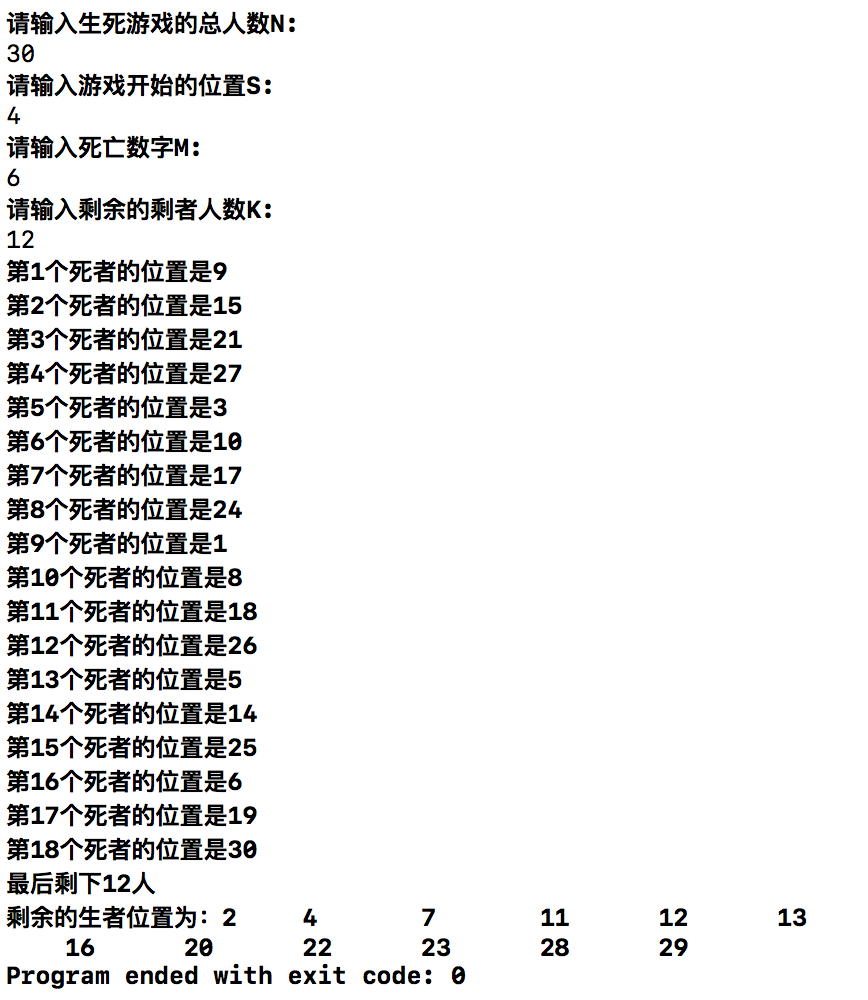 请输入生死游戏的总人数N:
30
请输入游戏开始的位置S:
4
请输入死亡数字M:
6
请输入剩余的剩者人数K:
12
第1个死者的位置是9
第2个死者的位置是15
第3个死者的位置是21
第4个死者的位置是27
第5个死者的位置是3
第6个死者的位置是10
第7个死者的位置是17
第8个死者的位置是24
第9个死者的位置是1
第10个死者的位置是8
第11个死者的位置是18
第12个死者的位置是26
第13个死者的位置是5
第14个死者的位置是14
第15个死者的位置是25
第16个死者的位置是6
第17个死者的位置是19
第18个死者的位置是30
最后剩下12人
剩余的生者位置为: 2 4 7 11 12 13
16 20 22 23 28 29
Program ended with exit code: 0